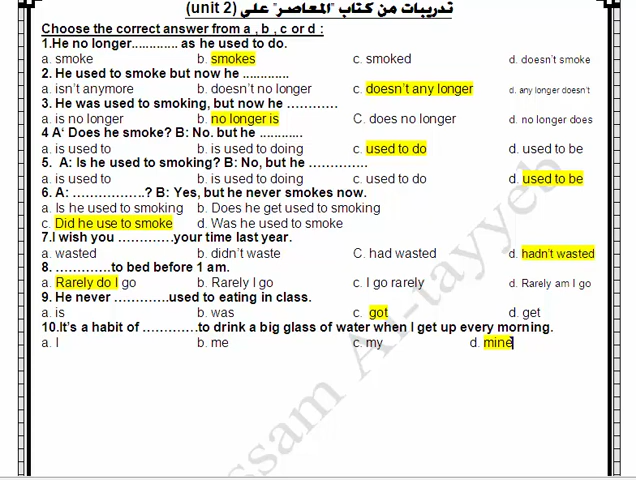 تدريبات من كتاب "المعاصر" على (unit 2)
Choose the correct answer from a , b , c or d :
1.He no longer............ as he used to do.
a. smoke b. smokes c. smoked d. doesn't smoke
2. He used to smoke but now he ............
a. isn't anymore b. doesn't no longer c. doesn't any longer d. any longer doesn't
3. He was used to smoking, but now he …………
a. is no longer b. no longer is C. does no longer d. no longer does
4 A' Does he smoke? B: No. but he ...........
a. is used to b. is used to doing c. used to do d. used to be
5. A: Is he used to smoking? B: No, but he ………….
a. is used to b. is used to doing c. used to do d. used to be
6. A: ……………..? B: Yes, but he never smokes now.
a. Is he used to smoking b. Does he get used to smoking
c. Did he use to smoke d. Was he used to smoke
7.I wish you …………your time last year.
a. wasted b. didn't waste C. had wasted d. hadn't wasted
8. …………to bed before 1 am.
a. Rarely do I go b. Rarely I go c. I go rarely d. Rarely am I go
9. He never …………used to eating in class.
a. is b. was c. got d. get
10.It's a habit of …………to drink a big glass of water when I get up every morning.
a. I b. me c. my d. mine
ssam Al-tayyeb